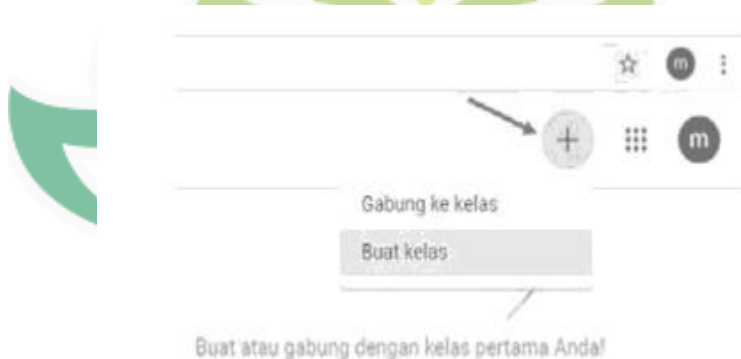 m
m
Gabung ke kelas
Buat kelas
Buat atau gabung dengan kelas pertama Anda!